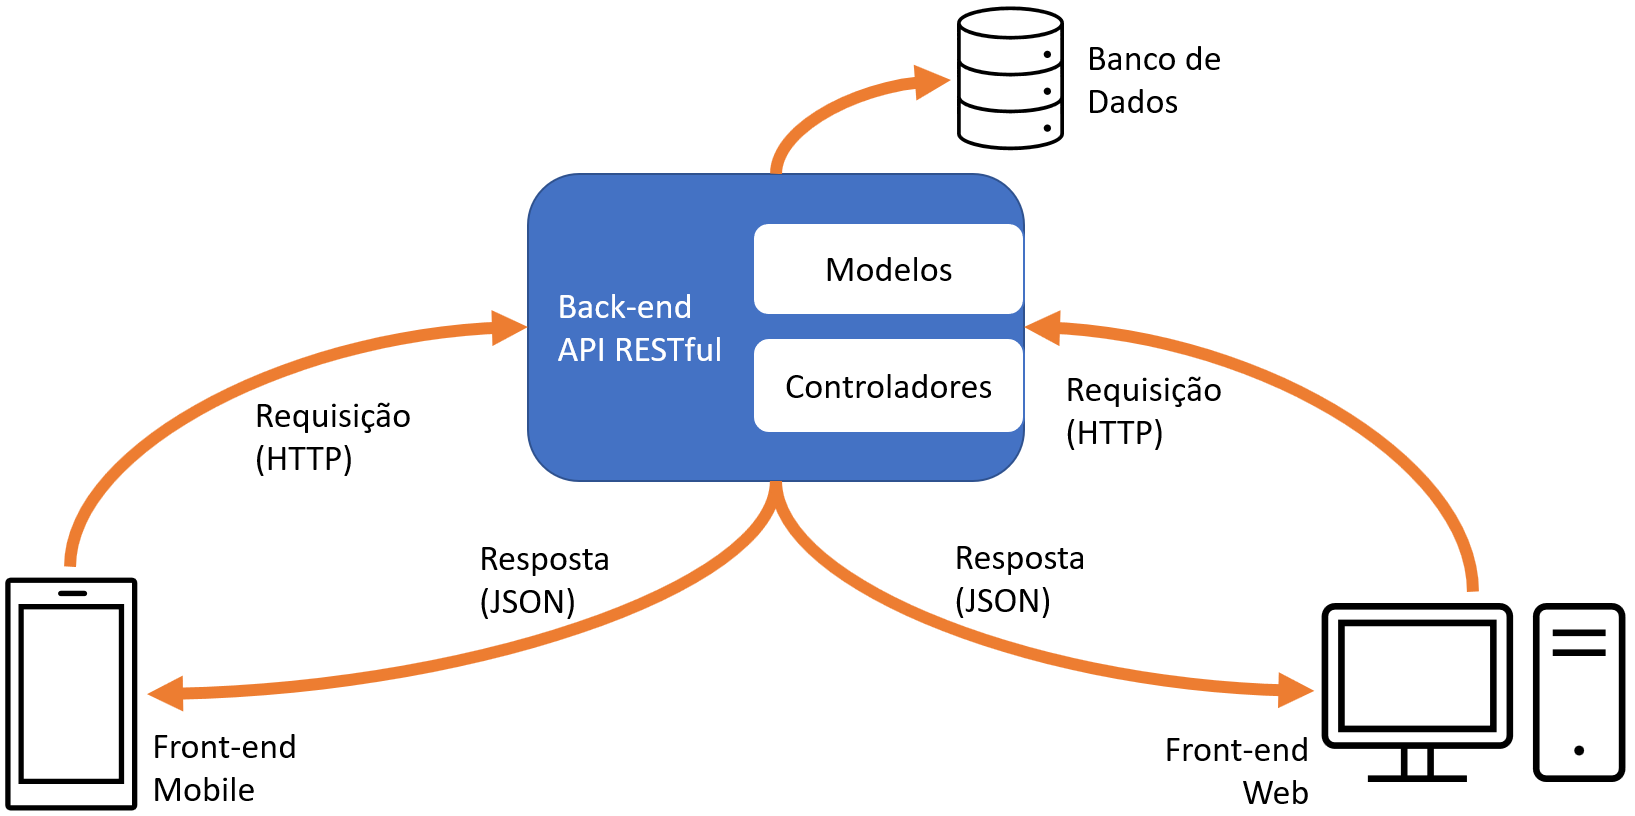 Banco de
Dados
Modelos
Back-end
API RESTful
Controladores
Requisição
(HTTP)
Requisição
(HTTP)
Resposta
(JSON)
Resposta
(JSON)
Front-end
Mobile
Front-end
Web